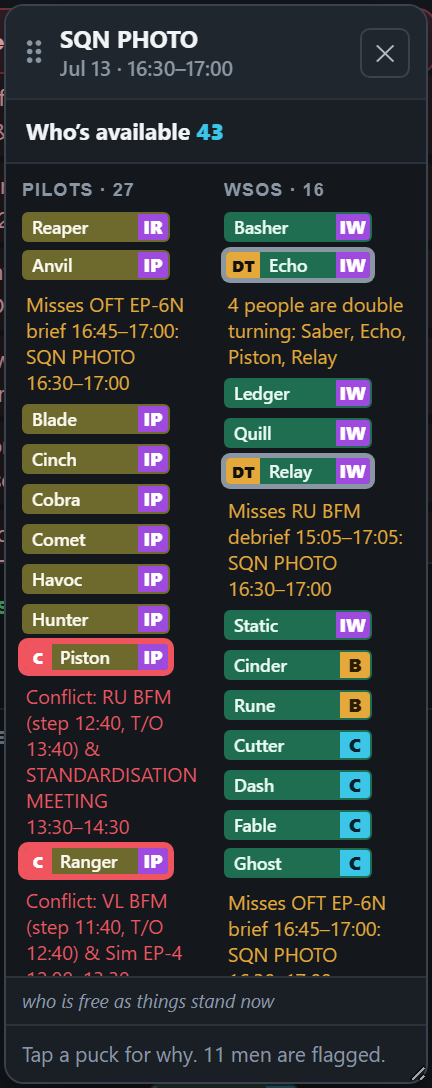 SQN PHOTO
Jul 13 · 16:30–17:00
Who's available 43
PILOTS · 27
Reaper IR
Anvil IP
Misses OFT EP-6N
brief 16:45–17:00:
SQN PHOTO
16:30–17:00
Blade IP
Cinch IP
Cobra IP
Comet IP
Havoc IP
Hunter IP
C Piston IP
Conflict: RU BFM
(step 12:40, T/O
13:40) &
STANDARDISATION
MEETING
13:30–14:30
C Ranger IP
Conflict: VL BFM
(step 11:40, T/O
12:40) & Sim EP-4
WSOS · 16
Basher IW
DT Echo IW
4 people are double
turning: Saber, Echo,
Piston, Relay
Ledger IW
Quill IW
DT Relay IW
Misses RU BFM
debrief 15:05–17:05:
SQN PHOTO
16:30–17:00
Static IW
Cinder B
Rune B
Cutter C
Dash C
Fable C
Ghost C
Misses OFT EP-6N
brief 16:45–17:00:
SQN PHOTO
who is free as things stand now
Tap a puck for why. 11 men are flagged.